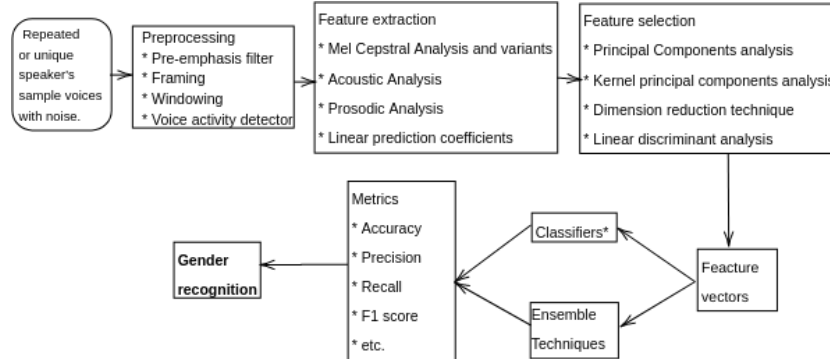 Repeated
or unique
speaker's
sample voices
with noise.
Preprocessing
* Pre-emphasis filter
* Framing
* Windowing
* Voice activity detector
Feature extraction
* Mel Cepstral Analysis and variants
* Acoustic Analysis
* Prosodic Analysis
* Linear prediction coefficients
Feature selection
* Principal Components analysis
* Kernel principal components analysis
* Dimension reduction technique
* Linear discriminant analysis
Feacture
vectors
Classifiers*
Ensemble
Techniques
Metrics
* Accuracy
* Precision
* Recall
* F1 score
* etc.
Gender
recognition